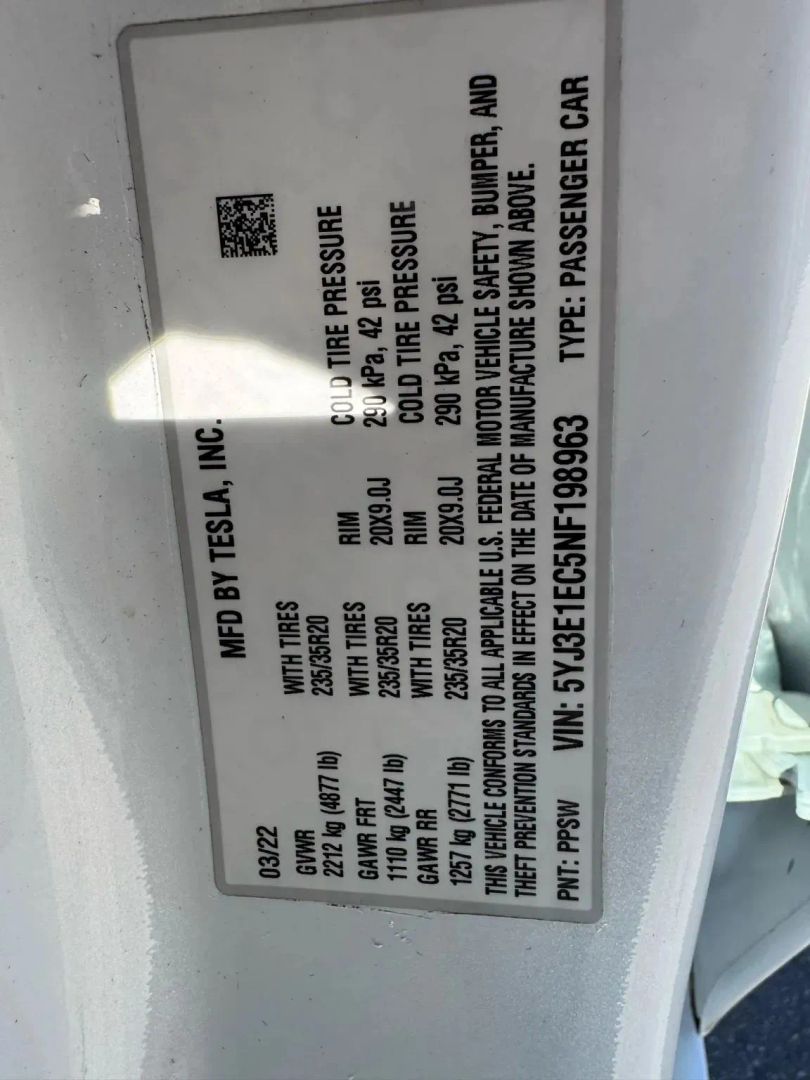 MFD BY TESLA, INC.
03/22
GVWR WITH TIRES RIM COLD TIRE PRESSURE
2212 kg (4877 lb) 235/35R20 20X9.0J 290 kPa, 42 psi
GAWR FRT WITH TIRES RIM COLD TIRE PRESSURE
1110 kg (2447 lb) 235/35R20 20X9.0J 290 kPa, 42 psi
GAWR RR WITH TIRES
1257 kg (2771 lb) 235/35R20
THIS VEHICLE CONFORMS TO ALL APPLICABLE U.S. FEDERAL MOTOR VEHICLE SAFETY, BUMPER, AND
THEFT PREVENTION STANDARDS IN EFFECT ON THE DATE OF MANUFACTURE SHOWN ABOVE.
PNT: PPSW VIN: 5YJ3E1EC5NF198963 TYPE: PASSENGER CAR